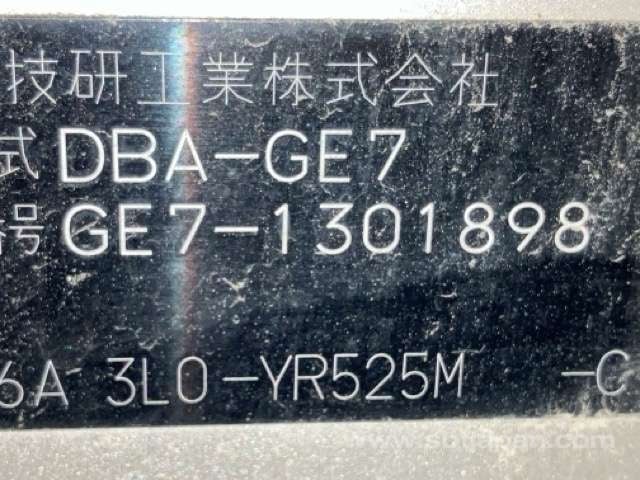 技研工業株式会社
式 DBA-GE7
号 GE7-1301898
6A 3L0-YR525M -C
www.sbtjapan.com